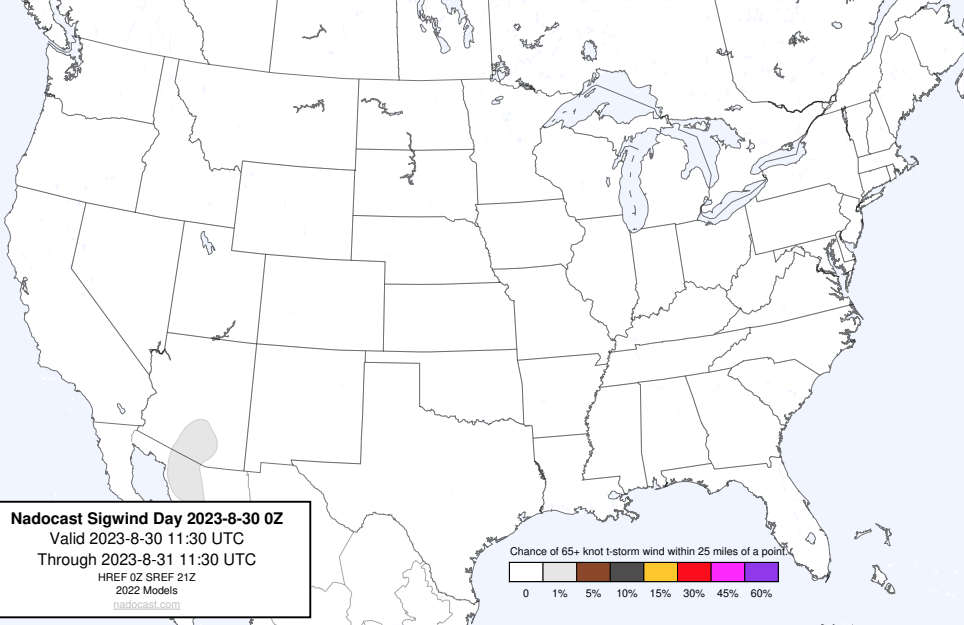 Nadocast Sigwind Day 2023-8-30 0Z
Valid 2023-8-30 11:30 UTC
Through 2023-8-31 11:30 UTC
HREF 0Z SREF 21Z
2022 Models
nadocast.com
Chance of 65+ knot t-storm wind within 25 miles of a point.
0 1% 5% 10% 15% 30% 45% 60%